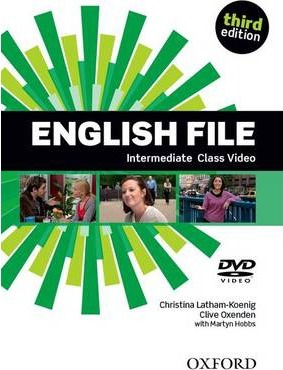 third
edition
ENGLISH FILE
Intermediate Class Video
DVD
VIDEO
Christina Latham-Koenig
Clive Oxenden
with Martyn Hobbs
OXFORD